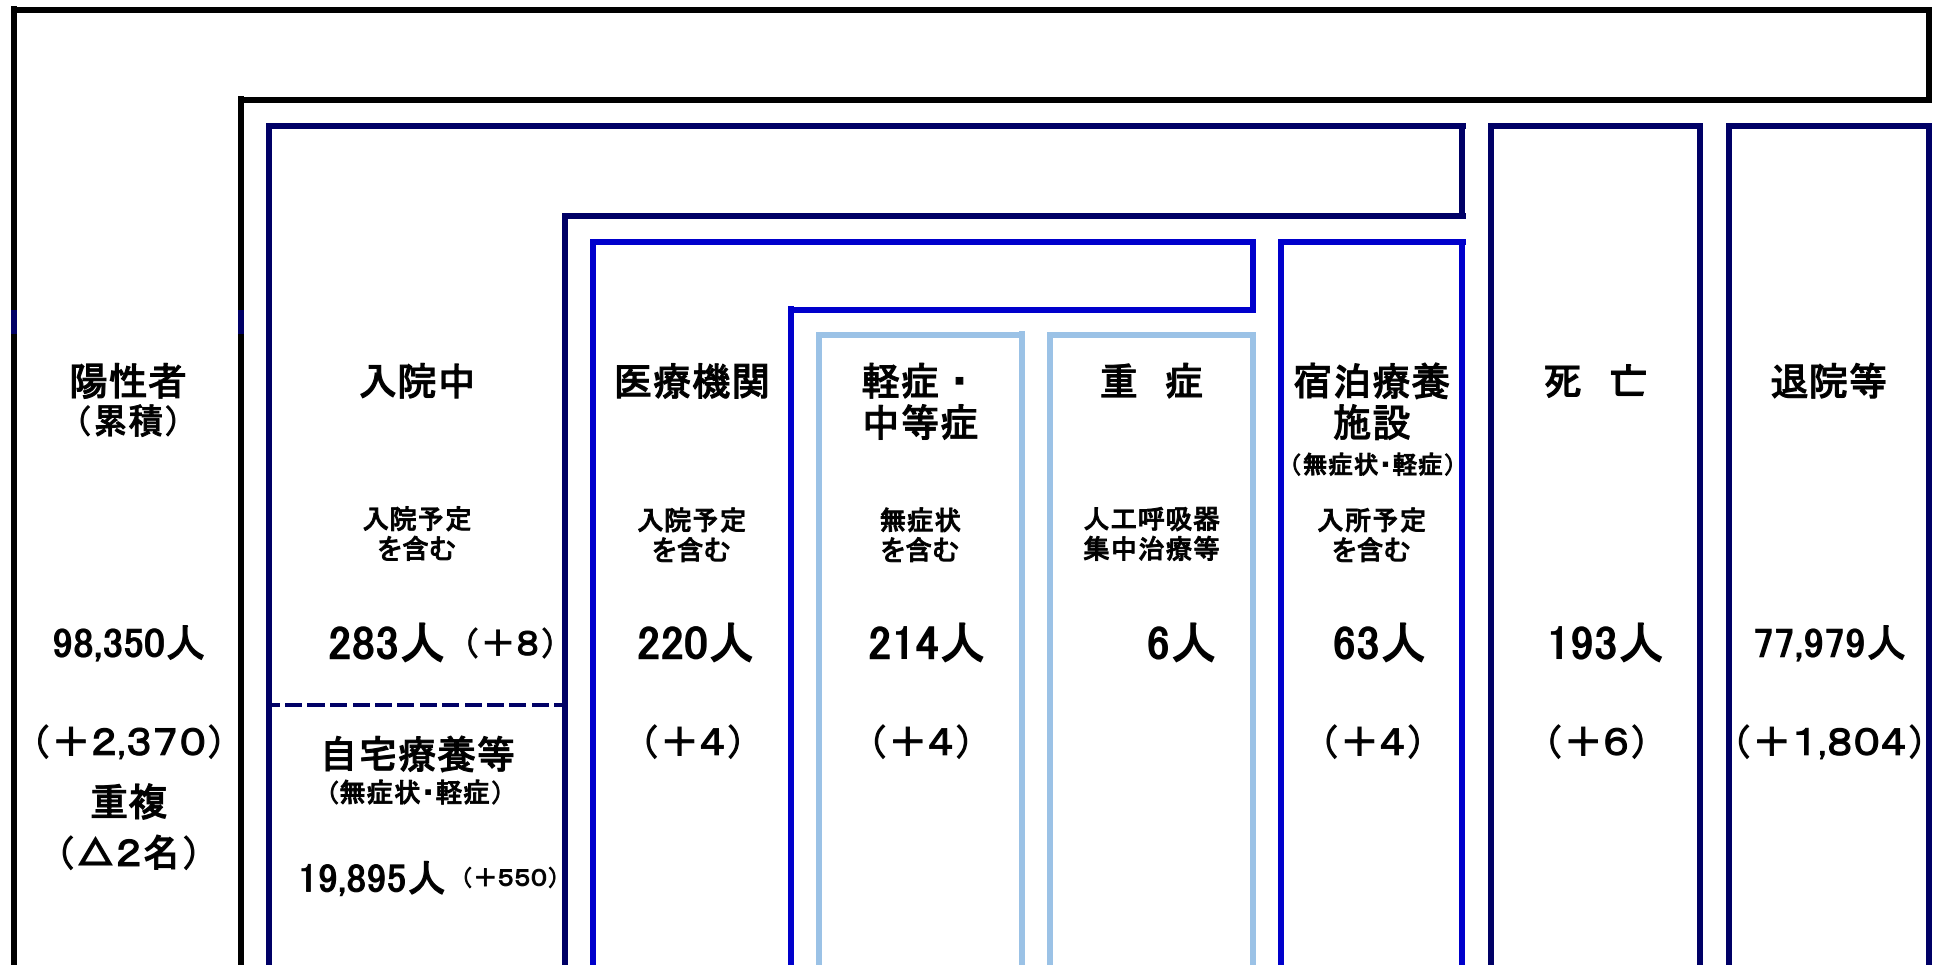 陽性者
（累積）
98,350人
（＋2,370）
重複
（△2名）
入院中
入院予定
を含む
283人（＋8）
自宅療養等
（無症状・軽症）
19,895人（＋550）
医療機関
入院予定
を含む
220人
（＋4）
軽症・
中等症
無症状
を含む
214人
（＋4）
重　症
人工呼吸器
集中治療等
6人
宿泊療養
施設
（無症状・軽症）
入所予定
を含む
63人
（＋4）
死　亡
193人
（＋6）
退院等
77,979人
（＋1,804）